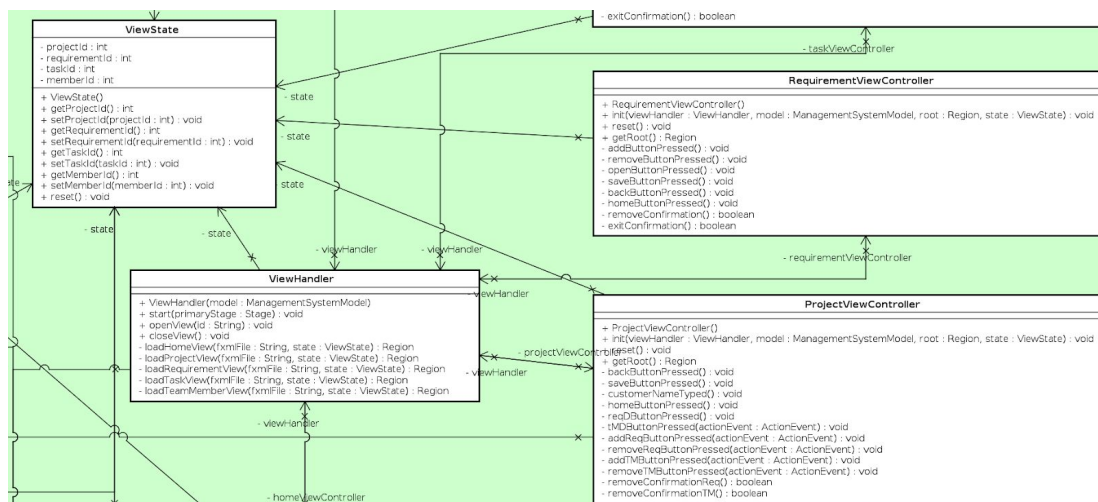 ViewState
- projectId : int
- requirementId : int
- taskId : int
- memberId : int
+ ViewState()
+ getProjectId() : int
+ setProjectId(projectId : int) : void
+ getRequirementId() : int
+ setRequirementId(requirementId : int) : void
+ getTaskId() : int
+ setTaskId(taskId : int) : void
+ getMemberId() : int
+ setMemberId(memberId : int) : void
+ reset() : void
- exitConfirmation() : boolean
- taskViewController
- state
- state
- state
- state
- state
RequirementViewController
+ RequirementViewController()
+ init(viewHandler : ViewHandler, model : ManagementSystemModel, root : Region, state : ViewState) : void
+ reset() : void
+ getRoot() : Region
- addButtonPressed() : void
- removeButtonPressed() : void
- openButtonPressed() : void
- saveButtonPressed() : void
- backButtonPressed() : void
- homeButtonPressed() : void
- removeConfirmation() : boolean
- exitConfirmation() : boolean
- viewHandler
- viewHandler
- requirementViewController
- viewHandler
ViewHandler
+ ViewHandler(model : ManagementSystemModel)
+ start(primaryStage : Stage) : void
+ openView(id : String) : void
+ closeView() : void
- loadHomeView(fxmlFile : String, state : ViewState) : Region
- loadProjectView(fxmlFile : String, state : ViewState) : Region
- loadRequirementView(fxmlFile : String, state : ViewState) : Region
- loadTaskView(fxmlFile : String, state : ViewState) : Region
- loadTeamMemberView(fxmlFile : String, state : ViewState) : Region
- projectViewController
- viewHandler
- viewHandler
- homeViewController
ProjectViewController
+ ProjectViewController()
+ init(viewHandler : ViewHandler, model : ManagementSystemModel, root : Region, state : ViewState) : void
+ reset() : void
+ getRoot() : Region
- backButtonPressed() : void
- saveButtonPressed() : void
- customerNameTyped() : void
- homeButtonPressed() : void
- reqDButtonPressed() : void
- tMDButtonPressed(actionEvent : ActionEvent) : void
- addReqButtonPressed(actionEvent : ActionEvent) : void
- removeReqButtonPressed(actionEvent : ActionEvent) : void
- addTMButtonPressed(actionEvent : ActionEvent) : void
- removeTMButtonPressed(actionEvent : ActionEvent) : void
- removeConfirmationReq() : boolean
- removeConfirmationTM() : boolean